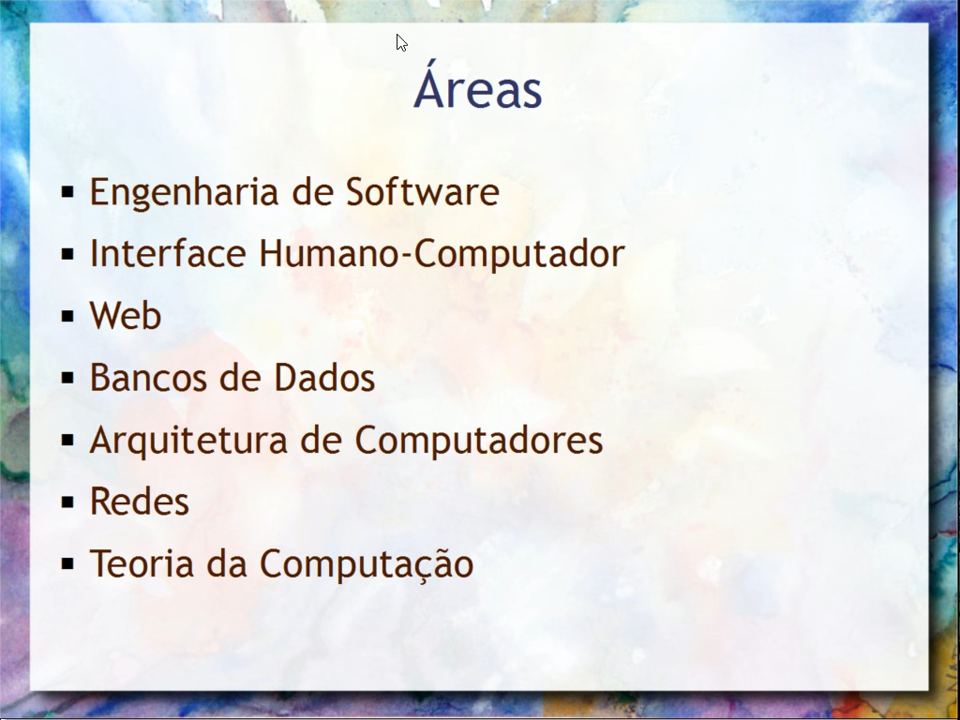 Áreas
Engenharia de Software
Interface Humano-Computador
Web
Bancos de Dados
Arquitetura de Computadores
Redes
Teoria da Computação